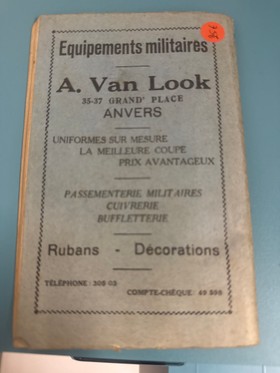 Equipements militaires
A. Van Look
35-37 GRAND' PLACE
ANVERS
UNIFORMES SUR MESURE
LA MEILLEURE COUPE
PRIX AVANTAGEUX
PASSEMENTERIE MILITAIRES
CUIVRERIE
BUFFLETTERIE
Rubans - Décorations
TÉLÉPHONE: 309 03
COMPTE-CHÈQUE: 49 898